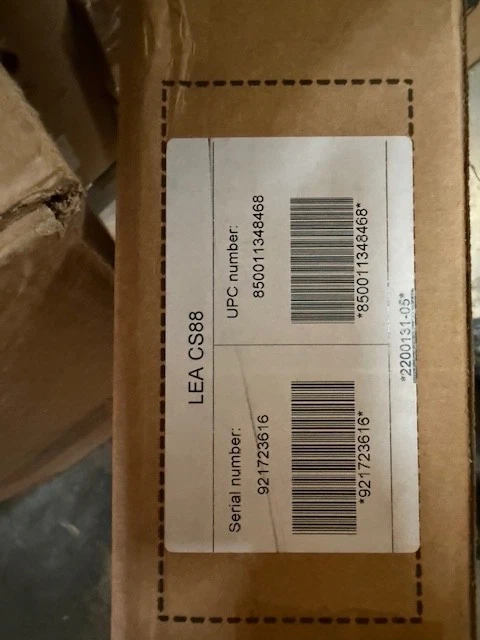 LEA CS88
Serial number:
921723616
*921723616*
UPC number:
850011348468
*850011348468*
*2200131-05*